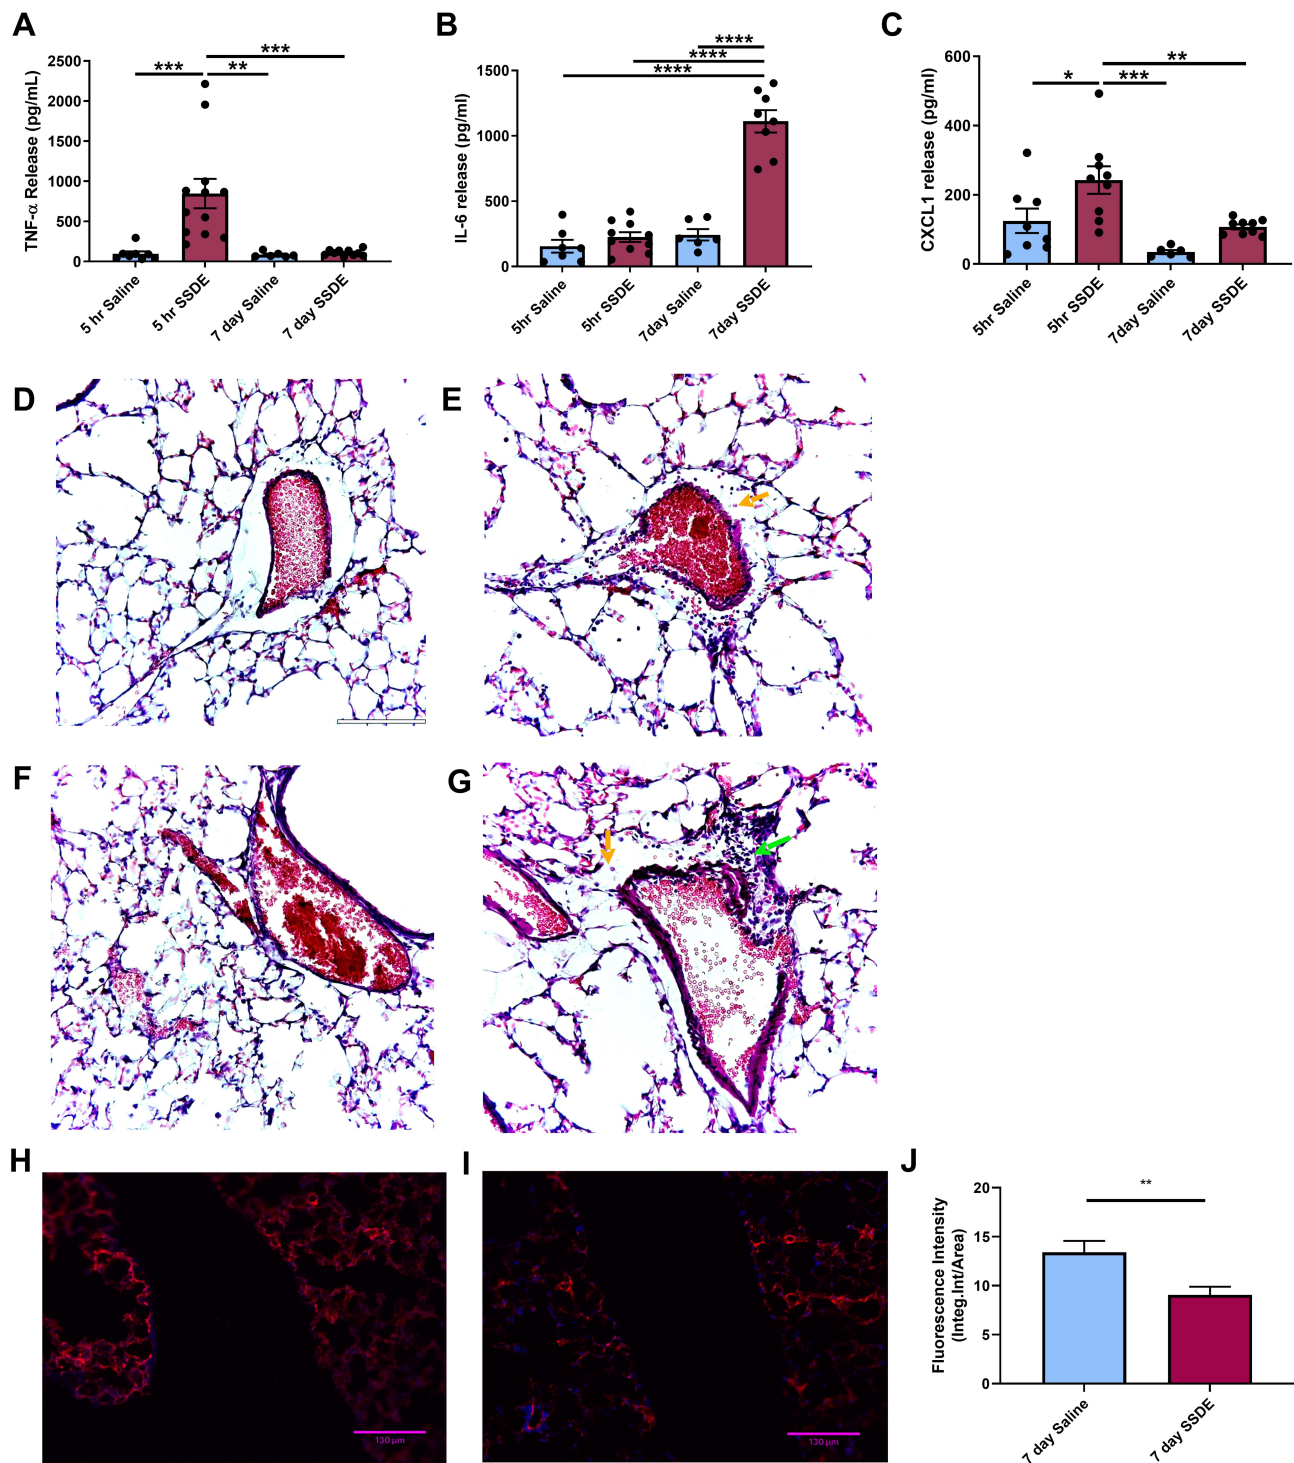 A
TNF-α Release (pg/mL)
2500
2000
1500
1000
500
0
***
**
***
5 hr Saline
5 hr SSDE
7 day Saline
7 day SSDE
B
IL-6 release (pg/ml)
1500
1000
500
0
****
****
****
5hr Saline
5hr SSDE
7day Saline
7day SSDE
C
CXCL1 release (pg/ml)
600
400
200
0
*
***
**
5hr Saline
5hr SSDE
7day Saline
7day SSDE
D
E
F
G
H
130 µm
I
130 µm
J
Fluorescence Intensity
(Integ.Int/Area)
20
15
10
5
0
**
7 day Saline
7 day SSDE